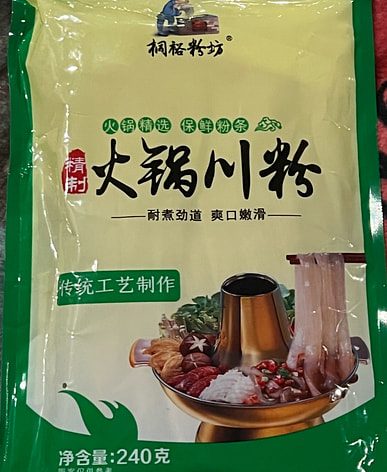 桐格粉坊®
火锅精选 保鲜粉条
精制
火锅川粉
耐煮劲道 爽口嫩滑
传统工艺制作
净含量:240克